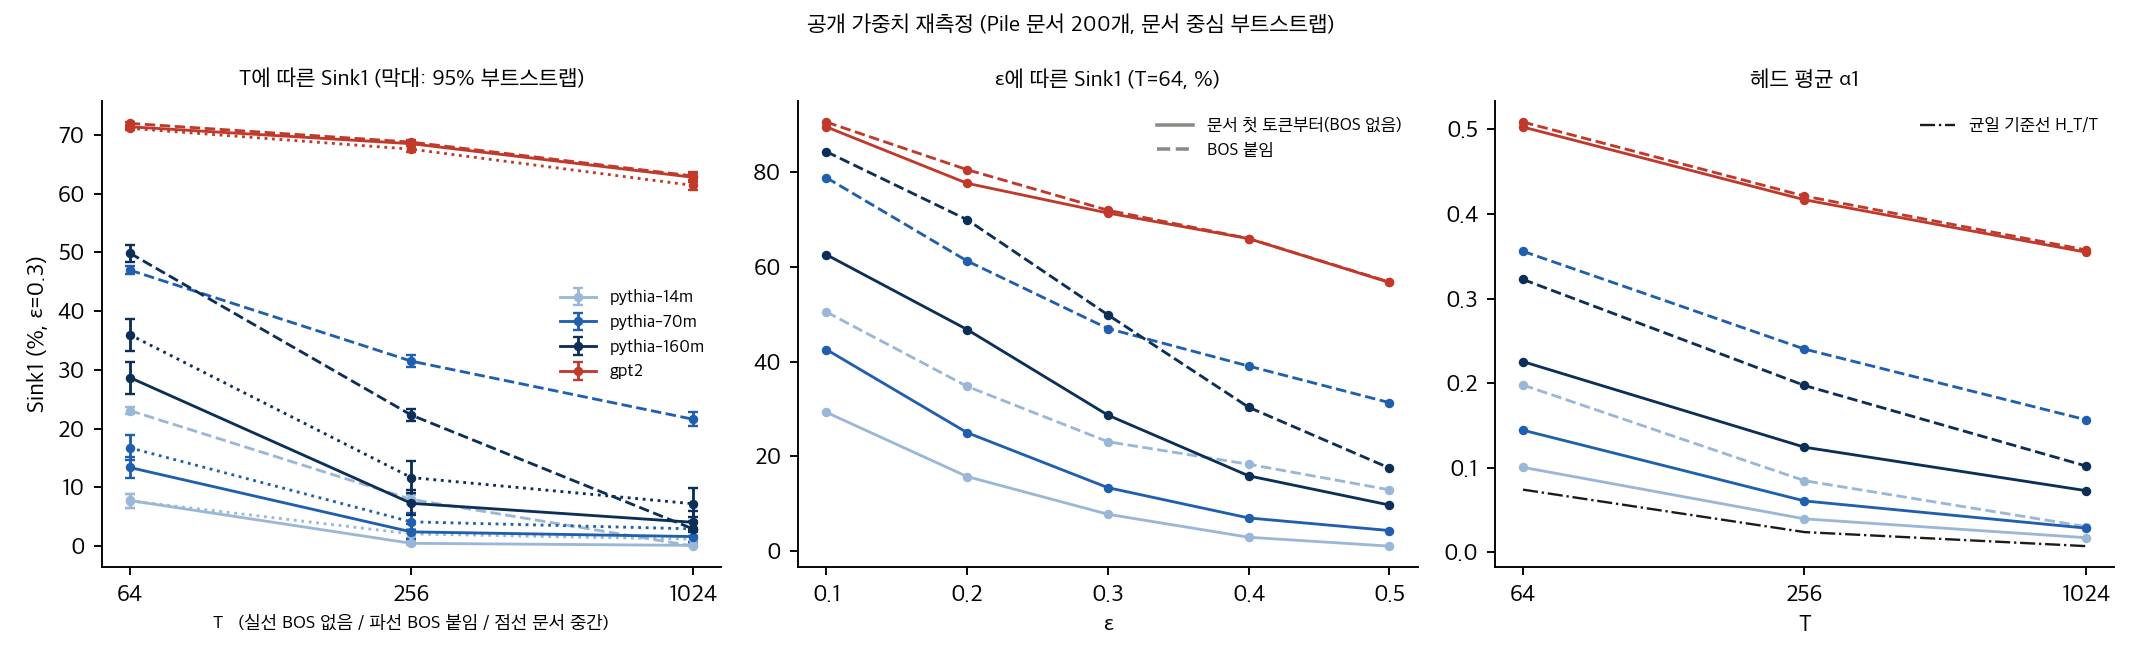 공개 가중치 재측정 (Pile 문서 200개, 문서 중심 부트스트랩)
T에 따른 Sink1 (막대: 95% 부트스트랩)
Sink1 (%, ε=0.3)
70
60
50
40
30
20
10
0
pythia-14m
pythia-70m
pythia-160m
gpt2
64
256
1024
T (실선 BOS 없음 / 파선 BOS 붙임 / 점선 문서 중간)
ε에 따른 Sink1 (T=64, %)
80
60
40
20
0
문서 첫 토큰부터(BOS 없음)
BOS 붙임
0.1
0.2
0.3
0.4
0.5
ε
헤드 평균 α1
0.5
0.4
0.3
0.2
0.1
0.0
균일 기준선 H_T/T
64
256
1024
T